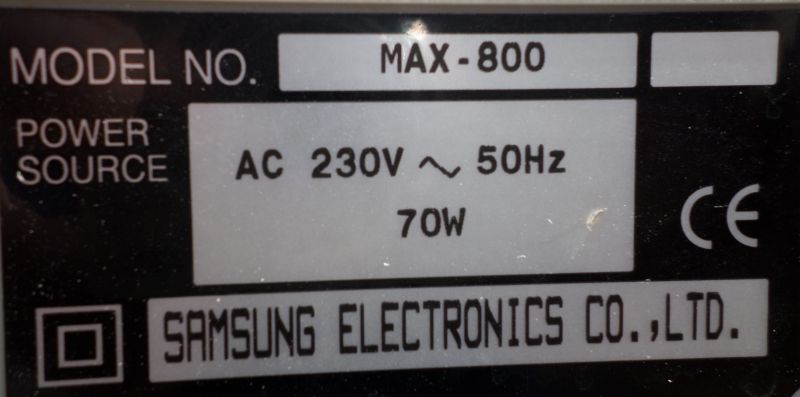 MODEL NO. MAX-800
POWER
SOURCE
AC 230V ~ 50Hz
70W
CE
SAMSUNG ELECTRONICS CO.,LTD.